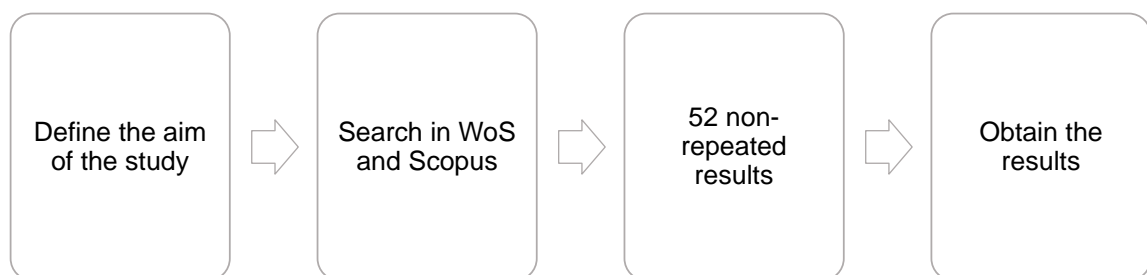 Define the aim
of the study
Search in WoS
and Scopus
52 non-
repeated
results
Obtain the
results